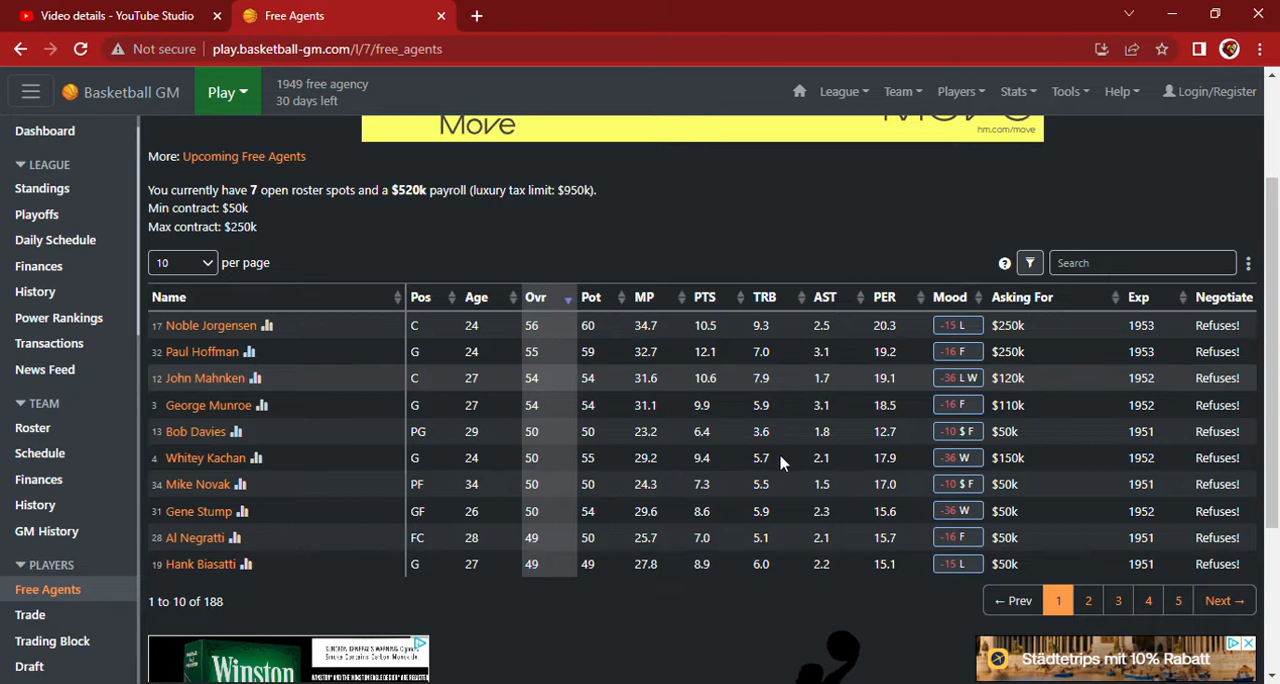 Video details - YouTube Studio
Free Agents
Not secure play.basketball-gm.com/l/7/free_agents
Basketball GM
Play
1949 free agency
30 days left
League Team Players Stats Tools Help Login/Register
Dashboard
LEAGUE
Standings
Playoffs
Daily Schedule
Finances
History
Power Rankings
Transactions
News Feed
TEAM
Roster
Schedule
Finances
History
GM History
PLAYERS
Free Agents
Trade
Trading Block
Draft
Move
hm.com/move
More: Upcoming Free Agents
You currently have 7 open roster spots and a $520k payroll (luxury tax limit: $950k).
Min contract: $50k
Max contract: $250k
10 per page
Search
Name Pos Age Ovr Pot MP PTS TRB AST PER Mood Asking For Exp Negotiate
17 Noble Jorgensen C 24 56 60 34.7 10.5 9.3 2.5 20.3 -15 L $250k 1953 Refuses!
32 Paul Hoffman G 24 55 59 32.7 12.1 7.0 3.1 19.2 -16 F $250k 1953 Refuses!
12 John Mahnken C 27 54 54 31.6 10.6 7.9 1.7 19.1 -36 L W $120k 1952 Refuses!
3 George Munroe G 27 54 54 31.1 9.9 5.9 3.1 18.5 -16 F $110k 1952 Refuses!
13 Bob Davies PG 29 50 50 23.2 6.4 3.6 1.8 12.7 -10 $ F $50k 1951 Refuses!
4 Whitey Kachan G 24 50 55 29.2 9.4 5.7 2.1 17.9 -36 W $150k 1952 Refuses!
34 Mike Novak PF 34 50 50 24.3 7.3 5.5 1.5 17.0 -10 $ F $50k 1951 Refuses!
31 Gene Stump GF 26 50 54 29.6 8.6 5.9 2.3 15.6 -36 W $50k 1951 Refuses!
28 Al Negratti FC 28 49 50 25.7 7.0 5.1 2.1 15.7 -16 F $50k 1951 Refuses!
19 Hank Biasatti G 27 49 49 27.8 8.9 6.0 2.2 15.1 -15 L $50k 1951 Refuses!
1 to 10 of 188
← Prev 1 2 3 4 5 Next →
Winston
Städtetrips mit 10% Rabatt